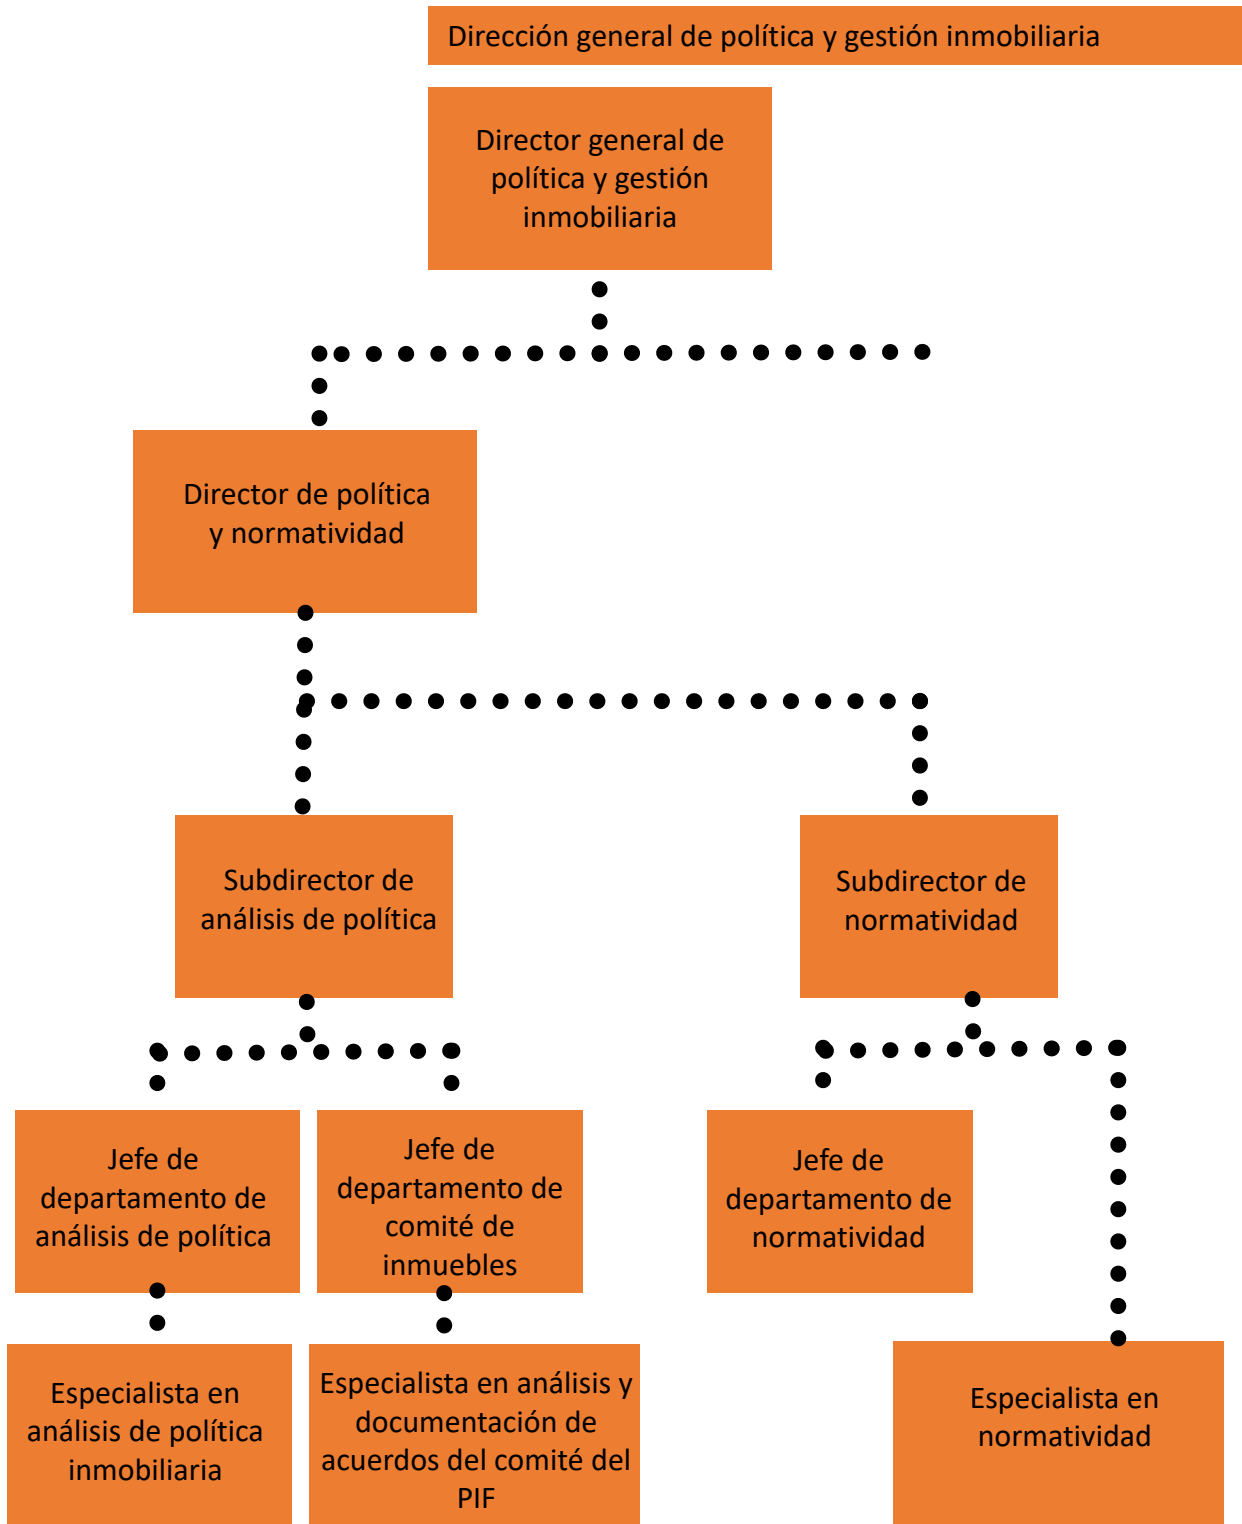 Dirección general de política y gestión inmobiliaria
Director general de
política y gestión
inmobiliaria
Director de política
y normatividad
Subdirector de
análisis de política
Subdirector de
normatividad
Jefe de
departamento de
análisis de política
Jefe de
departamento de
comité de
inmuebles
Jefe de
departamento de
normatividad
Especialista en
análisis de política
inmobiliaria
Especialista en análisis y
documentación de
acuerdos del comité del
PIF
Especialista en
normatividad